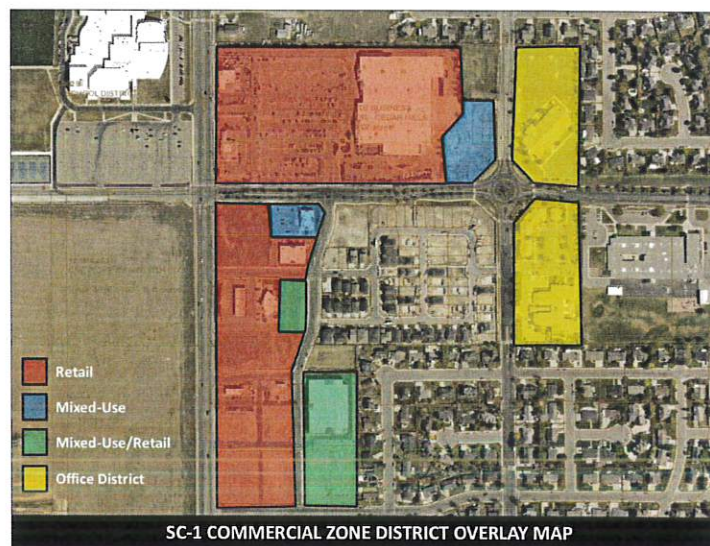 Retail
Mixed-Use
Mixed-Use/Retail
Office District
SC-1 COMMERCIAL ZONE DISTRICT OVERLAY MAP